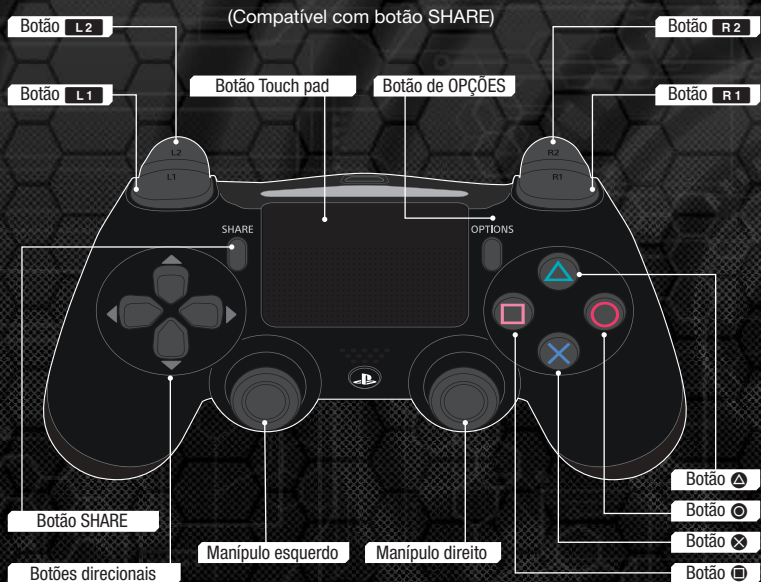 (Compatível com botão SHARE)
Botão L2
Botão R2
Botão Touch pad
Botão de OPÇÕES
Botão L1
Botão R1
L2
R2
L1
R1
SHARE
OPTIONS
Botão △
Botão SHARE
Botão ○
Manípulo esquerdo
Manípulo direito
Botão ✕
Botões direcionais
Botão □